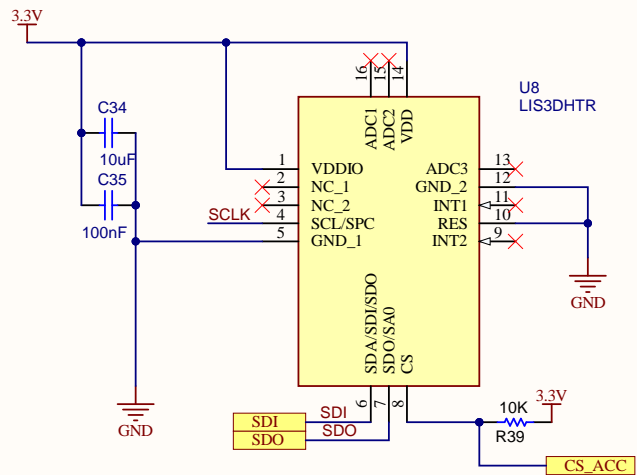 3.3V
U8
LIS3DHTR
16
15
14
ADC1
ADC2
VDD
C34
10uF
C35
100nF
1
VDDIO
2
NC_1
3
NC_2
SCLK
4
SCL/SPC
5
GND_1
ADC3
13
GND_2
12
INT1
11
RES
10
INT2
9
GND
GND
SDA/SDI/SDO
SDO/SA0
CS
6
7
8
SDI
SDI
SDO
SDO
10K
R39
3.3V
CS_ACC